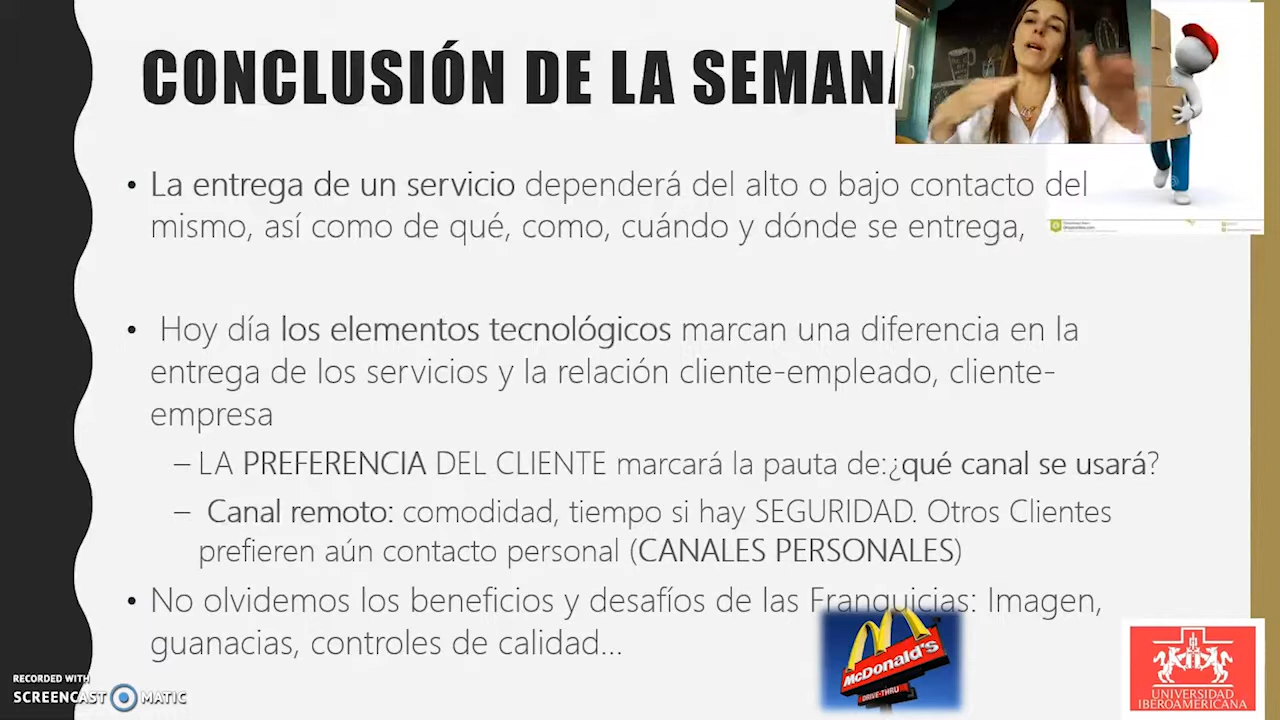 CONCLUSIÓN DE LA SEMANA
• La entrega de un servicio dependerá del alto o bajo contacto del
mismo, así como de qué, como, cuándo y dónde se entrega,
• Hoy día los elementos tecnológicos marcan una diferencia en la
entrega de los servicios y la relación cliente-empleado, cliente-
empresa
– LA PREFERENCIA DEL CLIENTE marcará la pauta de:¿qué canal se usará?
– Canal remoto: comodidad, tiempo si hay SEGURIDAD. Otros Clientes
prefieren aún contacto personal (CANALES PERSONALES)
• No olvidemos los beneficios y desafíos de las Franquicias: Imagen,
guanacias, controles de calidad...
McDonald's
DRIVE-THRU
UNIVERSIDAD
IBEROAMERICANA
RECORDED WITH
SCREENCAST MATIC